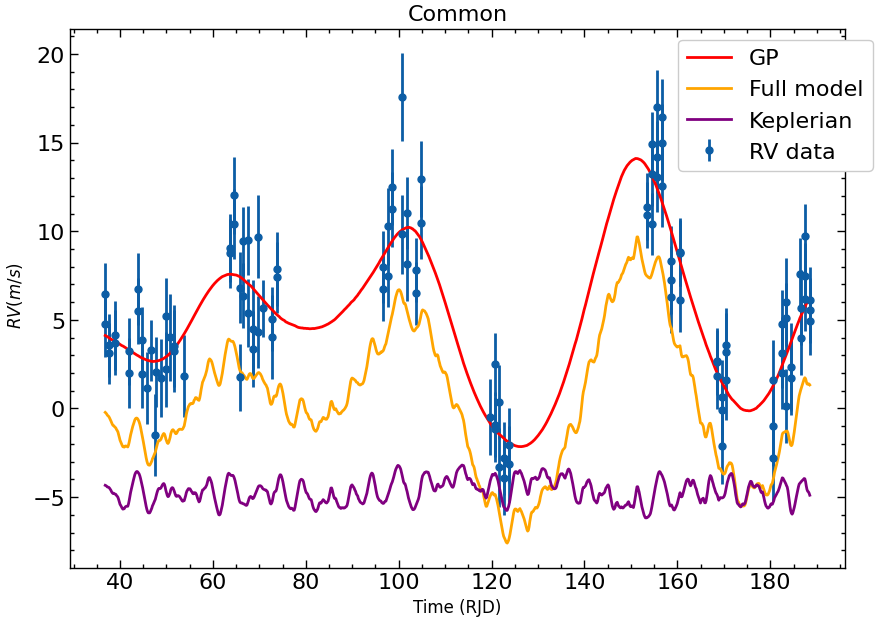 Common
GP
Full model
Keplerian
RV data
20
15
10
5
0
−5
RV(m/s)
40 60 80 100 120 140 160 180
Time (RJD)